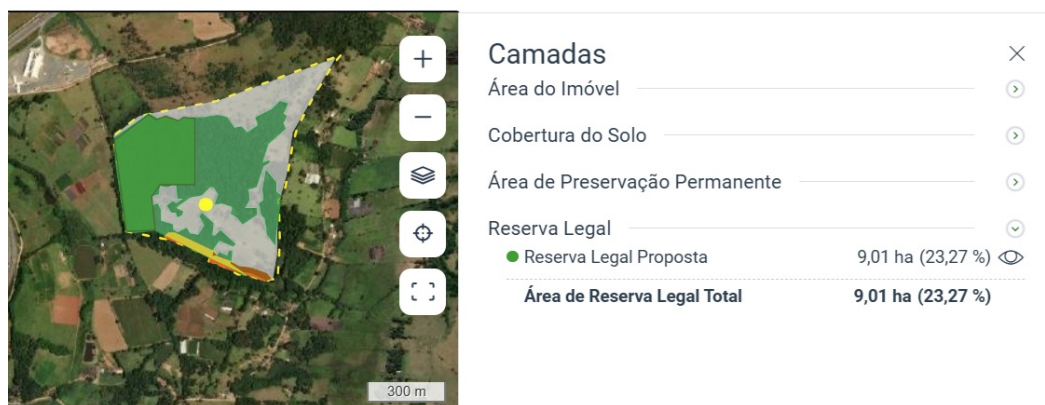 Camadas
Área do Imóvel
Cobertura do Solo
Área de Preservação Permanente
Reserva Legal
Reserva Legal Proposta 9,01 ha (23,27 %)
Área de Reserva Legal Total 9,01 ha (23,27 %)
300 m